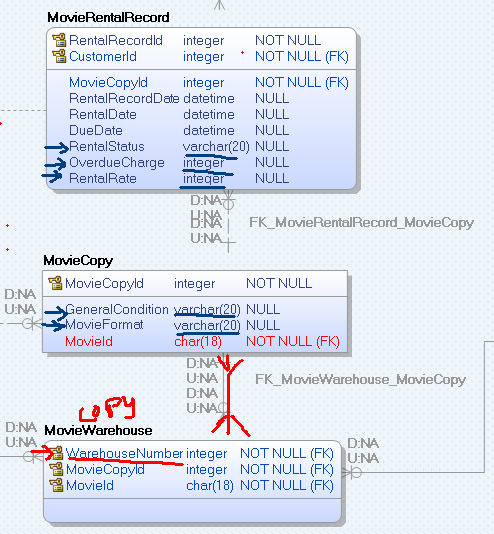 MovieRentalRecord
RentalRecordId integer NOT NULL
CustomerId integer NOT NULL (FK)
MovieCopyId integer NOT NULL (FK)
RentalRecordDate datetime NULL
RentalDate datetime NULL
DueDate datetime NULL
RentalStatus varchar(20) NULL
OverdueCharge integer NULL
RentalRate integer NULL
D:NA
U:NA
D:NA
U:NA
FK_MovieRentalRecord_MovieCopy
MovieCopy
MovieCopyId integer NOT NULL
D:NA
U:NA
GeneralCondition varchar(20) NULL
MovieFormat varchar(20) NULL
MovieId char(18) NOT NULL (FK)
D:NA
U:NA
D:NA
U:NA
FK_MovieWarehouse_MovieCopy
COPY
MovieWarehouse
D:NA
U:NA
WarehouseNumber integer NOT NULL (FK)
MovieCopyId integer NOT NULL (FK)
MovieId char(18) NOT NULL (FK)
D:NA
U:NA